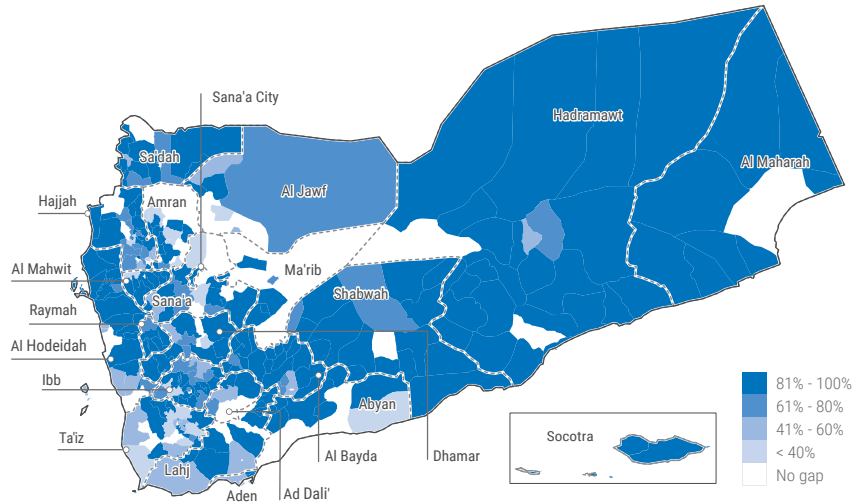 Sana'a City
Hadramawt
Sa'dah
Al Maharah
Al Jawf
Hajjah
Amran
Al Mahwit
Ma'rib
Shabwah
Sana'a
Raymah
Al Hodeidah
Ibb
Abyan
Ta'iz
Lahj
Aden
Ad Dali'
Al Bayda
Dhamar
Socotra
81% - 100%
61% - 80%
41% - 60%
< 40%
No gap